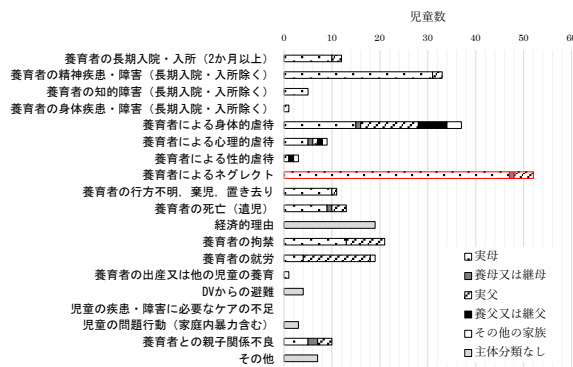 児童数
0 10 20 30 40 50 60
養育者の長期入院・入所（2か月以上）
養育者の精神疾患・障害（長期入院・入所除く）
養育者の知的障害（長期入院・入所除く）
養育者の身体疾患・障害（長期入院・入所除く）
養育者による身体的虐待
養育者による心理的虐待
養育者による性的虐待
養育者によるネグレクト
養育者の行方不明，棄児，置き去り
養育者の死亡（遺児）
経済的理由
養育者の拘禁
養育者の就労
養育者の出産又は他の児童の養育
DVからの避難
児童の疾患・障害に必要なケアの不足
児童の問題行動（家庭内暴力含む）
養育者との親子関係不良
その他
実母
養母又は継母
実父
養父又は継父
その他の家族
主体分類なし